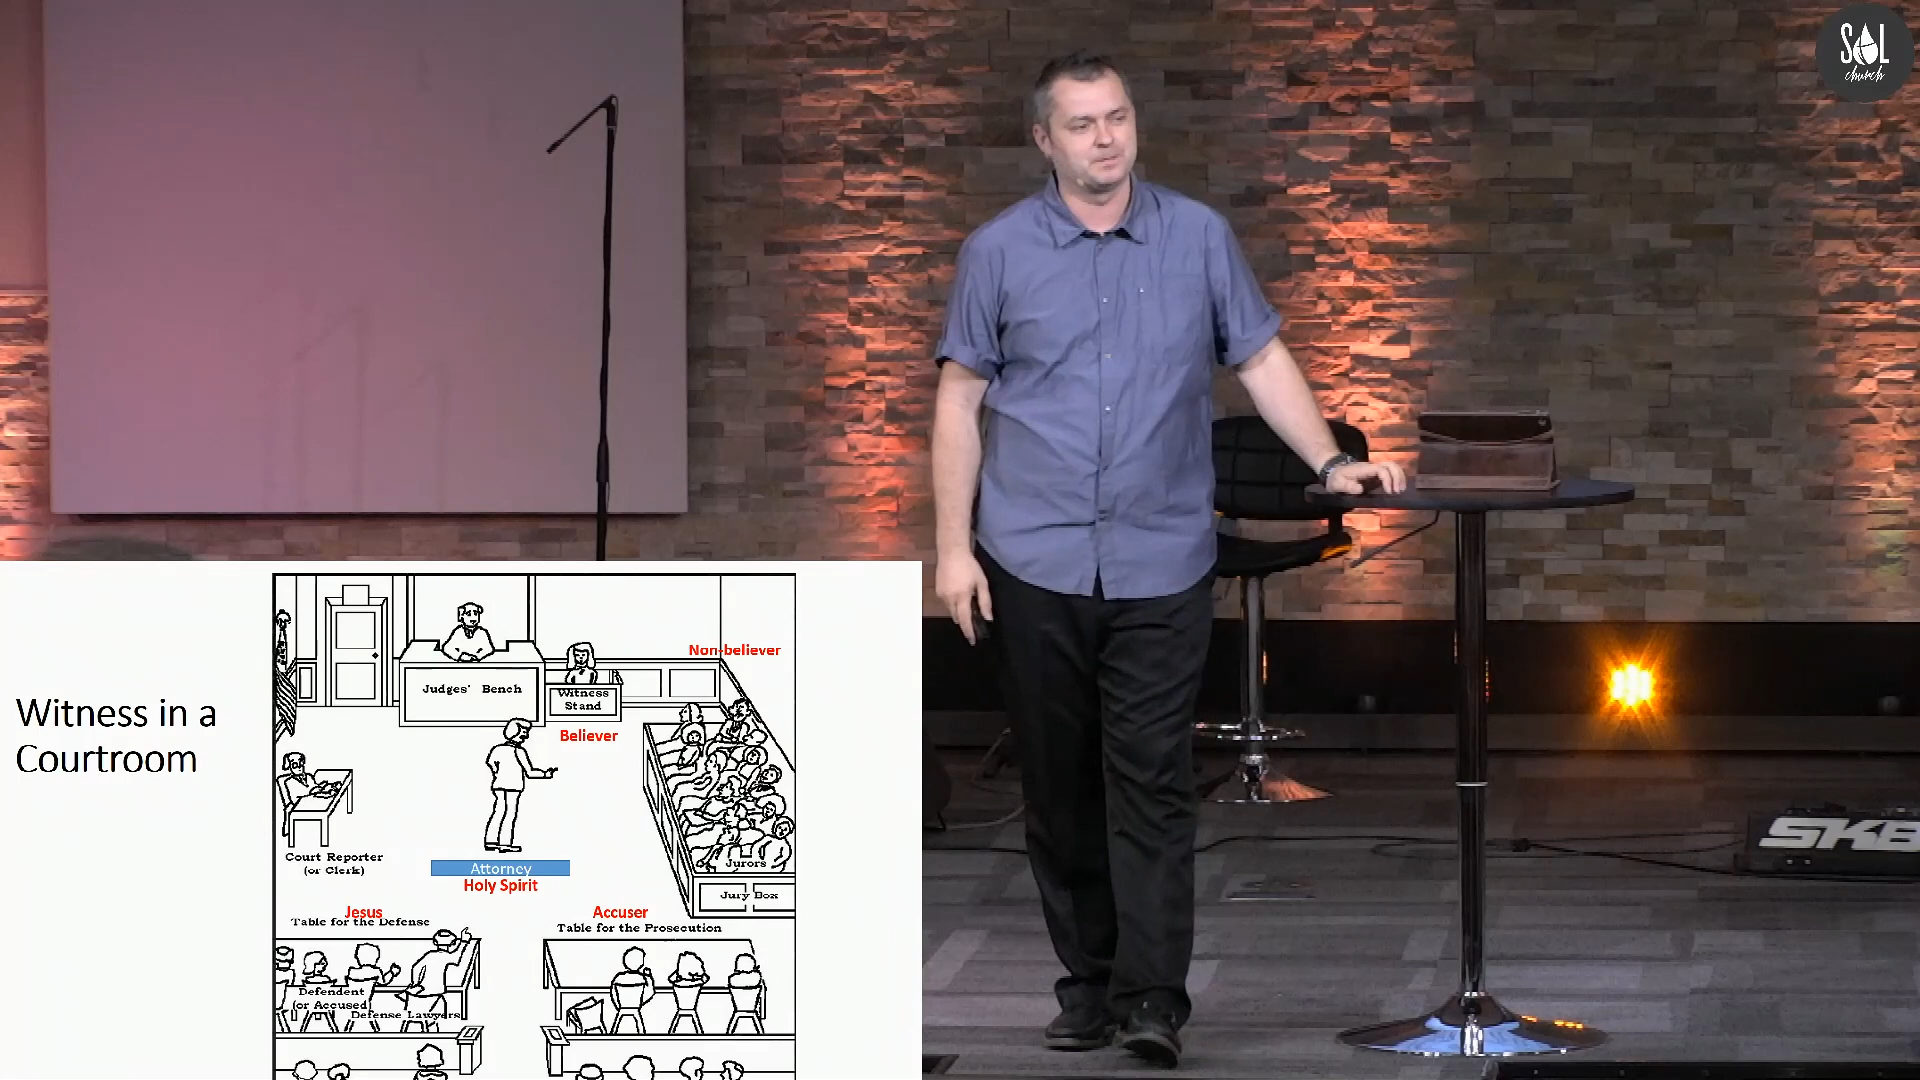 SOL
church
Witness in a
Courtroom
Non-believer
Judges' Bench
Witness
Stand
Believer
Court Reporter
(or Clerk)
Attorney
Holy Spirit
Jurors
Jury Box
Jesus
Table for the Defense
Accuser
Table for the Prosecution
Defendent
(or Accused)
Defense Lawyers
SKB